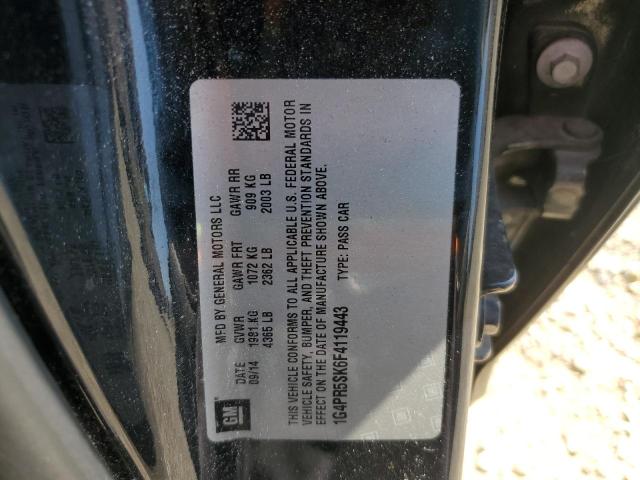 GM
MFD BY GENERAL MOTORS LLC
DATE GVWR GAWR FRT GAWR RR
09/14 1981 KG 1072 KG 909 KG
4365 LB 2362 LB 2003 LB
THIS VEHICLE CONFORMS TO ALL APPLICABLE U.S. FEDERAL MOTOR
VEHICLE SAFETY, BUMPER, AND THEFT PREVENTION STANDARDS IN
EFFECT ON THE DATE OF MANUFACTURE SHOWN ABOVE.
1G4PR5SK6F4119443 TYPE: PASS CAR